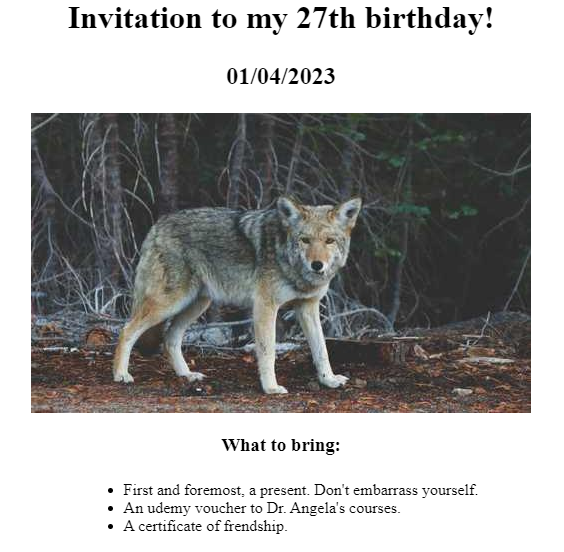 Invitation to my 27th birthday!
01/04/2023
What to bring:
First and foremost, a present. Don't embarrass yourself.
An udemy voucher to Dr. Angela's courses.
A certificate of frendship.